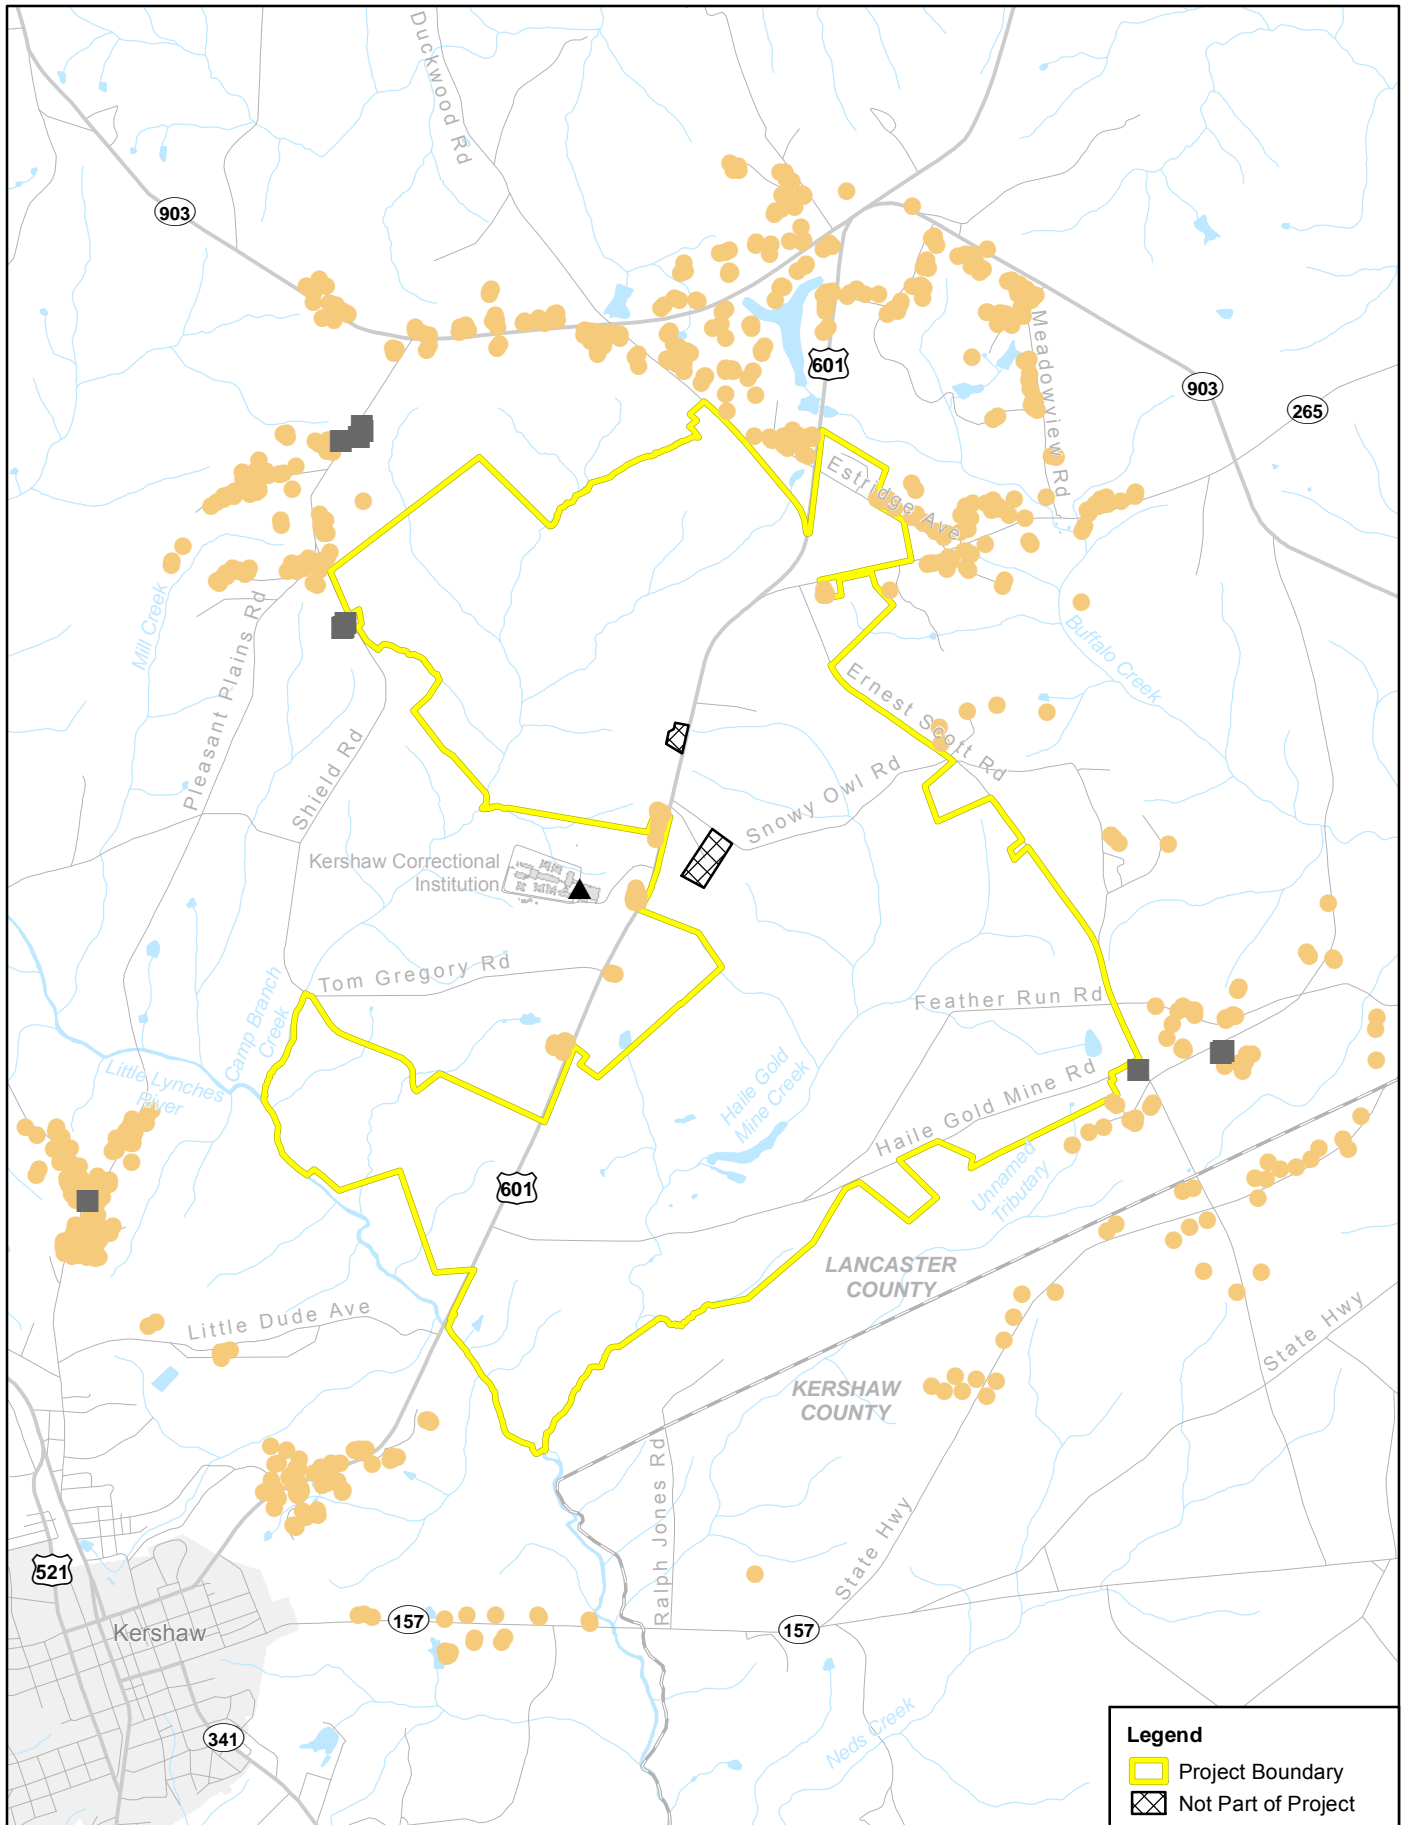 Duckwood Rd
903
601
Meadowview Rd
903
265
Estridge Ave
Mill Creek
Pleasant Plains Rd
Buffalo Creek
Ernest Scott Rd
Shield Rd
Snowy Owl Rd
Kershaw Correctional
Institution
Tom Gregory Rd
Feather Run Rd
Camp Branch
Creek
Little Lynches
River
Haile Gold
Mine Creek
Haile Gold Mine Rd
Unnamed
Tributary
601
LANCASTER
COUNTY
Little Dude Ave
State Hwy
KERSHAW
COUNTY
Ralph Jones Rd
State Hwy
521
Kershaw
157
157
341
Neds Creek
Legend
Project Boundary
Not Part of Project